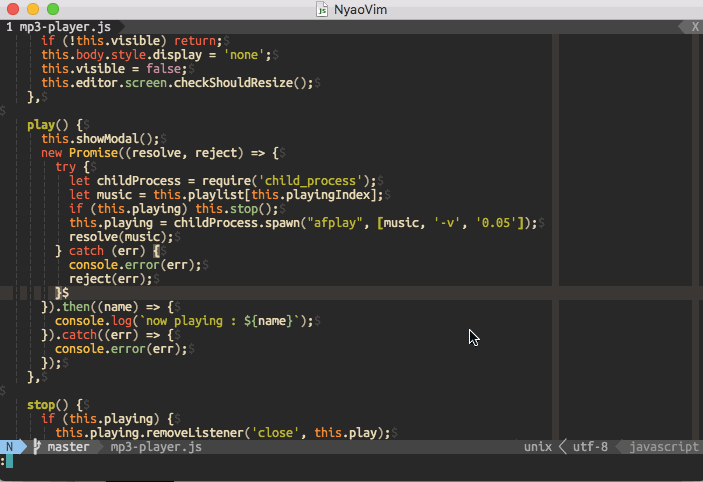 NyaoVim
1 mp3-player.js X
if (!this.visible) return;$
this.body.style.display = 'none';$
this.visible = false;$
this.editor.screen.checkShouldResize();$
},$
$
play() {$
this.showModal();$
new Promise((resolve, reject) => {$
try {$
let childProcess = require('child_process');$
let music = this.playlist[this.playingIndex];$
if (this.playing) this.stop();$
this.playing = childProcess.spawn("afplay", [music, '-v', '0.05']);$
resolve(music);$
} catch (err) {$
console.error(err);$
reject(err);$
}$
}).then((name) => {$
console.log(`now playing : ${name}`);$
}).catch((err) => {$
console.error(err);$
});$
},$
$
stop() {$
if (this.playing) {$
this.playing.removeListener('close', this.play);$
N master mp3-player.js unix utf-8 javascript
: